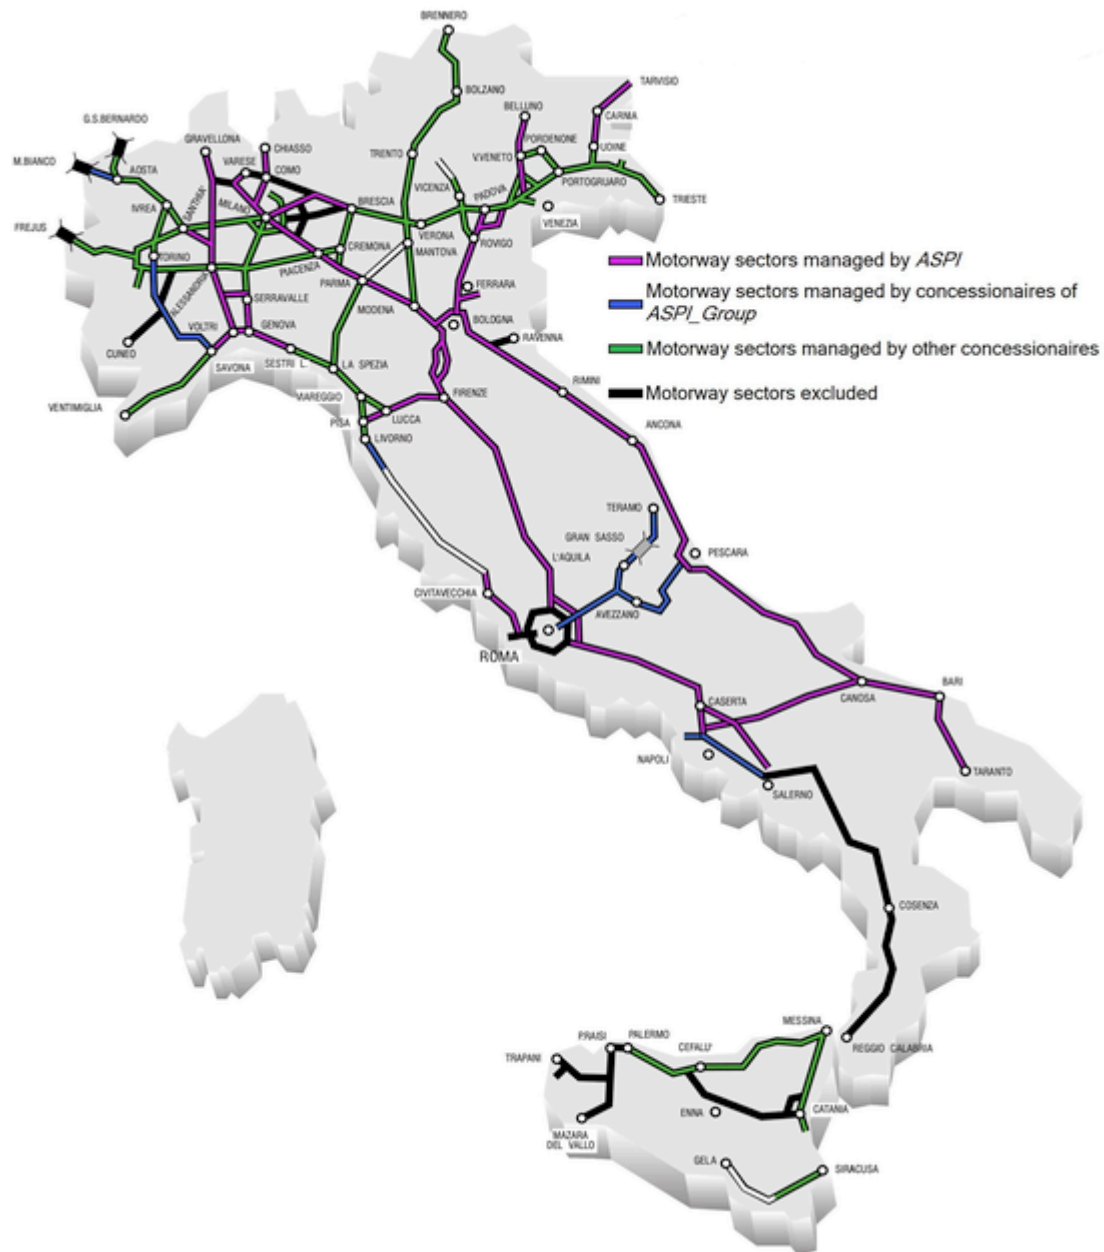 BRENNERO
BOLZANO
TARVISIO
BELLUNO
CARNIA
G.S.BERNARDO
GRAVELLONA
CHIASSO
PORDENONE
UDINE
M.BIANCO
AOSTA
VARESE
COMO
TRENTO
V.VENETO
PORTOGRUARO
VICENZA
PADOVA
IVREA
SANTHIA'
MILANO
BRESCIA
TRIESTE
VENEZIA
FREJUS
VERONA
CREMONA
MANTOVA
ROVIGO
TORINO
PIACENZA
PARMA
FERRARA
ALESSANDRIA
SERRAVALLE
MODENA
BOLOGNA
VOLTRI
GENOVA
RAVENNA
CUNEO
SAVONA
SESTRI L.
LA SPEZIA
RIMINI
VIAREGGIO
FIRENZE
VENTIMIGLIA
LUCCA
PISA
ANCONA
LIVORNO
Motorway sectors managed by ASPI
Motorway sectors managed by concessionaires of
ASPI_Group
Motorway sectors managed by other concessionaires
Motorway sectors excluded
TERAMO
GRAN SASSO
L'AQUILA
PESCARA
CIVITAVECCHIA
AVEZZANO
ROMA
CASERTA
CANOSA
BARI
NAPOLI
TARANTO
SALERNO
COSENZA
MESSINA
REGGIO CALABRIA
P.RAISI
PALERMO
CEFALU'
TRAPANI
ENNA
CATANIA
MAZARA
DEL VALLO
GELA
SIRACUSA